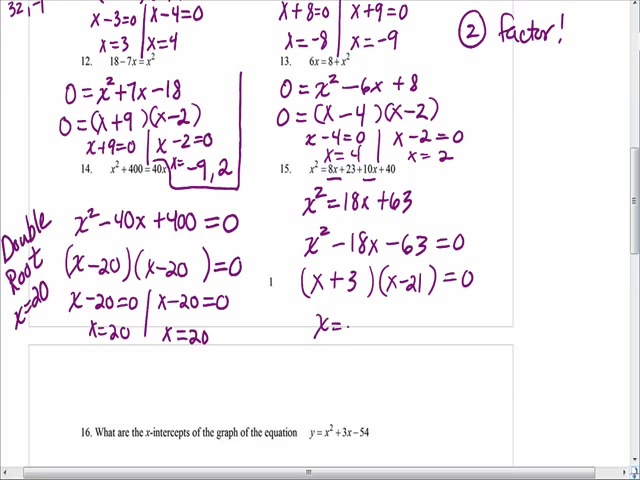 32, -1
x-3=0 | x-4=0
x=3 | x=4
x+8=0 | x+9=0
x=-8 | x=-9
② factor!
12. 18-7x=x²
0=x²+7x-18
0=(x+9)(x-2)
x+9=0 | x-2=0
x=-9,2
13. 6x=8+x²
0=x²-6x+8
0=(x-4)(x-2)
x-4=0 | x-2=0
x=4 | x=2
14. x²+400=40x
x²-40x+400=0
(x-20)(x-20)=0
x-20=0 | x-20=0
x=20 | x=20
Double
Root
x=20
15. x²=8x+23+10x+40
x²=18x+63
x²-18x-63=0
(x+3)(x-21)=0
x=
1
16. What are the x-intercepts of the graph of the equation y=x²+3x-54